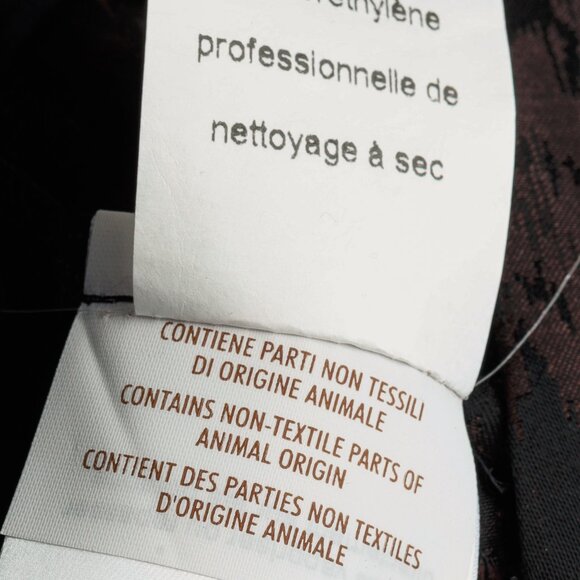 professionnelle de
nettoyage à sec
CONTIENE PARTI NON TESSILI
DI ORIGINE ANIMALE
CONTAINS NON-TEXTILE PARTS OF
ANIMAL ORIGIN
CONTIENT DES PARTIES NON TEXTILES
D'ORIGINE ANIMALE